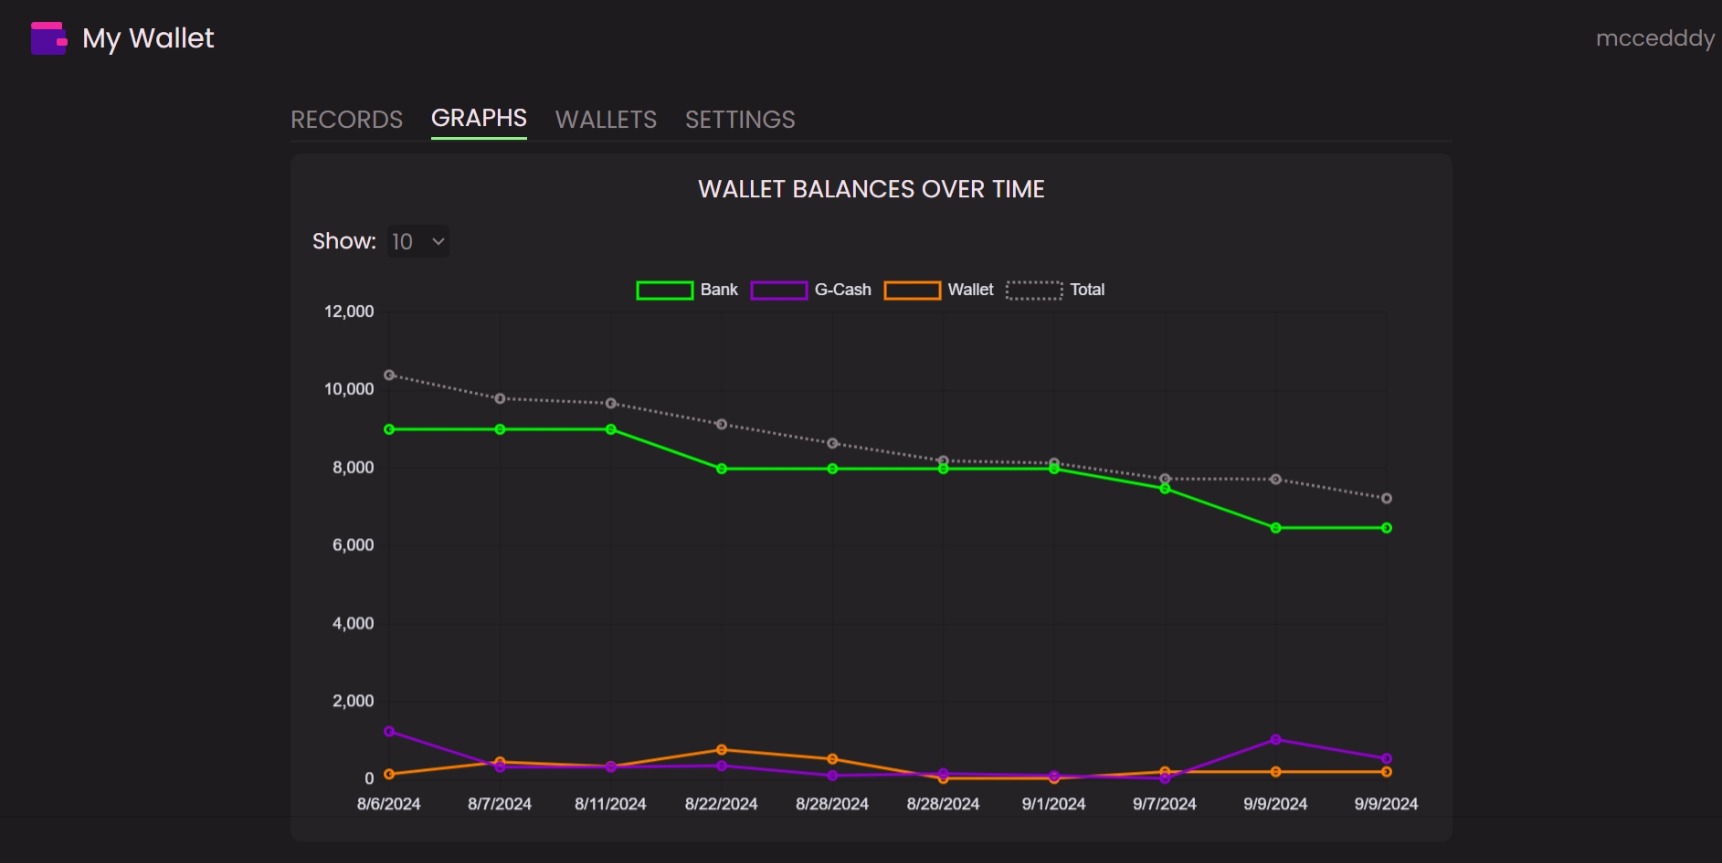 My Wallet
mccedddy
RECORDS GRAPHS WALLETS SETTINGS
WALLET BALANCES OVER TIME
Show: 10
Bank G-Cash Wallet Total
12,000
10,000
8,000
6,000
4,000
2,000
0
8/6/2024 8/7/2024 8/11/2024 8/22/2024 8/28/2024 8/28/2024 9/1/2024 9/7/2024 9/9/2024 9/9/2024